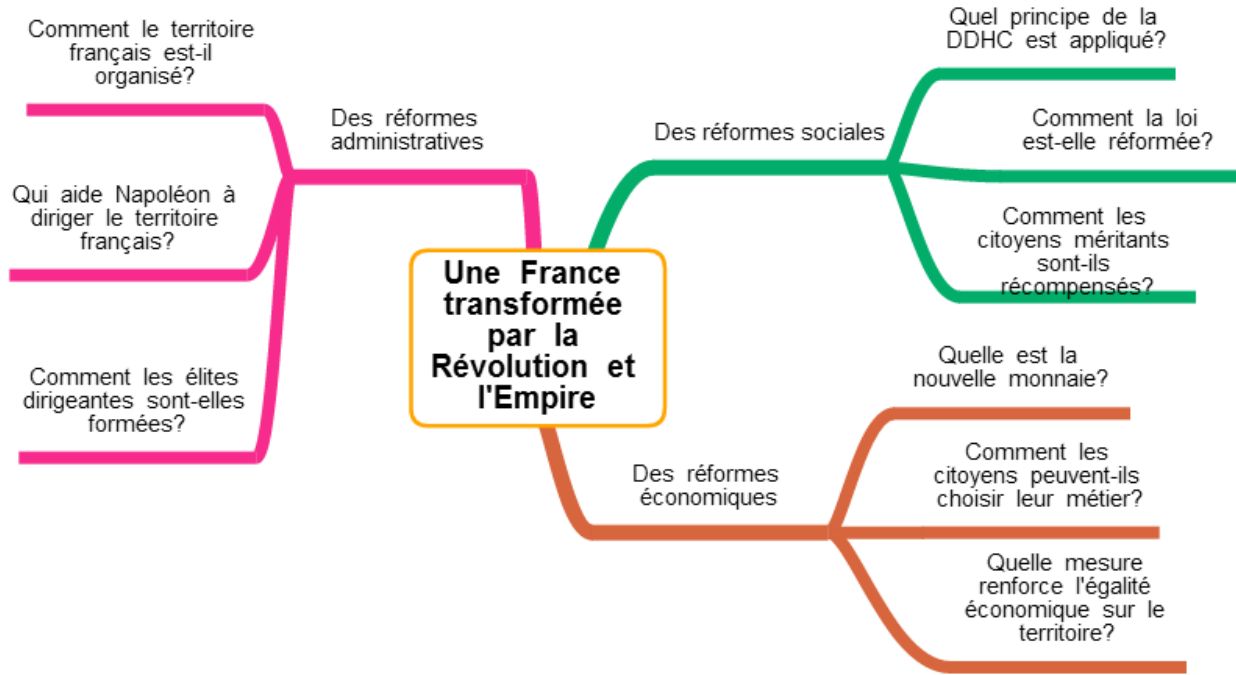 Comment le territoire
français est-il
organisé?
Des réformes
administratives
Qui aide Napoléon à
diriger le territoire
français?
Comment les élites
dirigeantes sont-elles
formées?
Une France
transformée
par la
Révolution et
l'Empire
Des réformes sociales
Quel principe de la
DDHC est appliqué?
Comment la loi
est-elle réformée?
Comment les
citoyens méritants
sont-ils
récompensés?
Des réformes
économiques
Quelle est la
nouvelle monnaie?
Comment les
citoyens peuvent-ils
choisir leur métier?
Quelle mesure
renforce l'égalité
économique sur le
territoire?